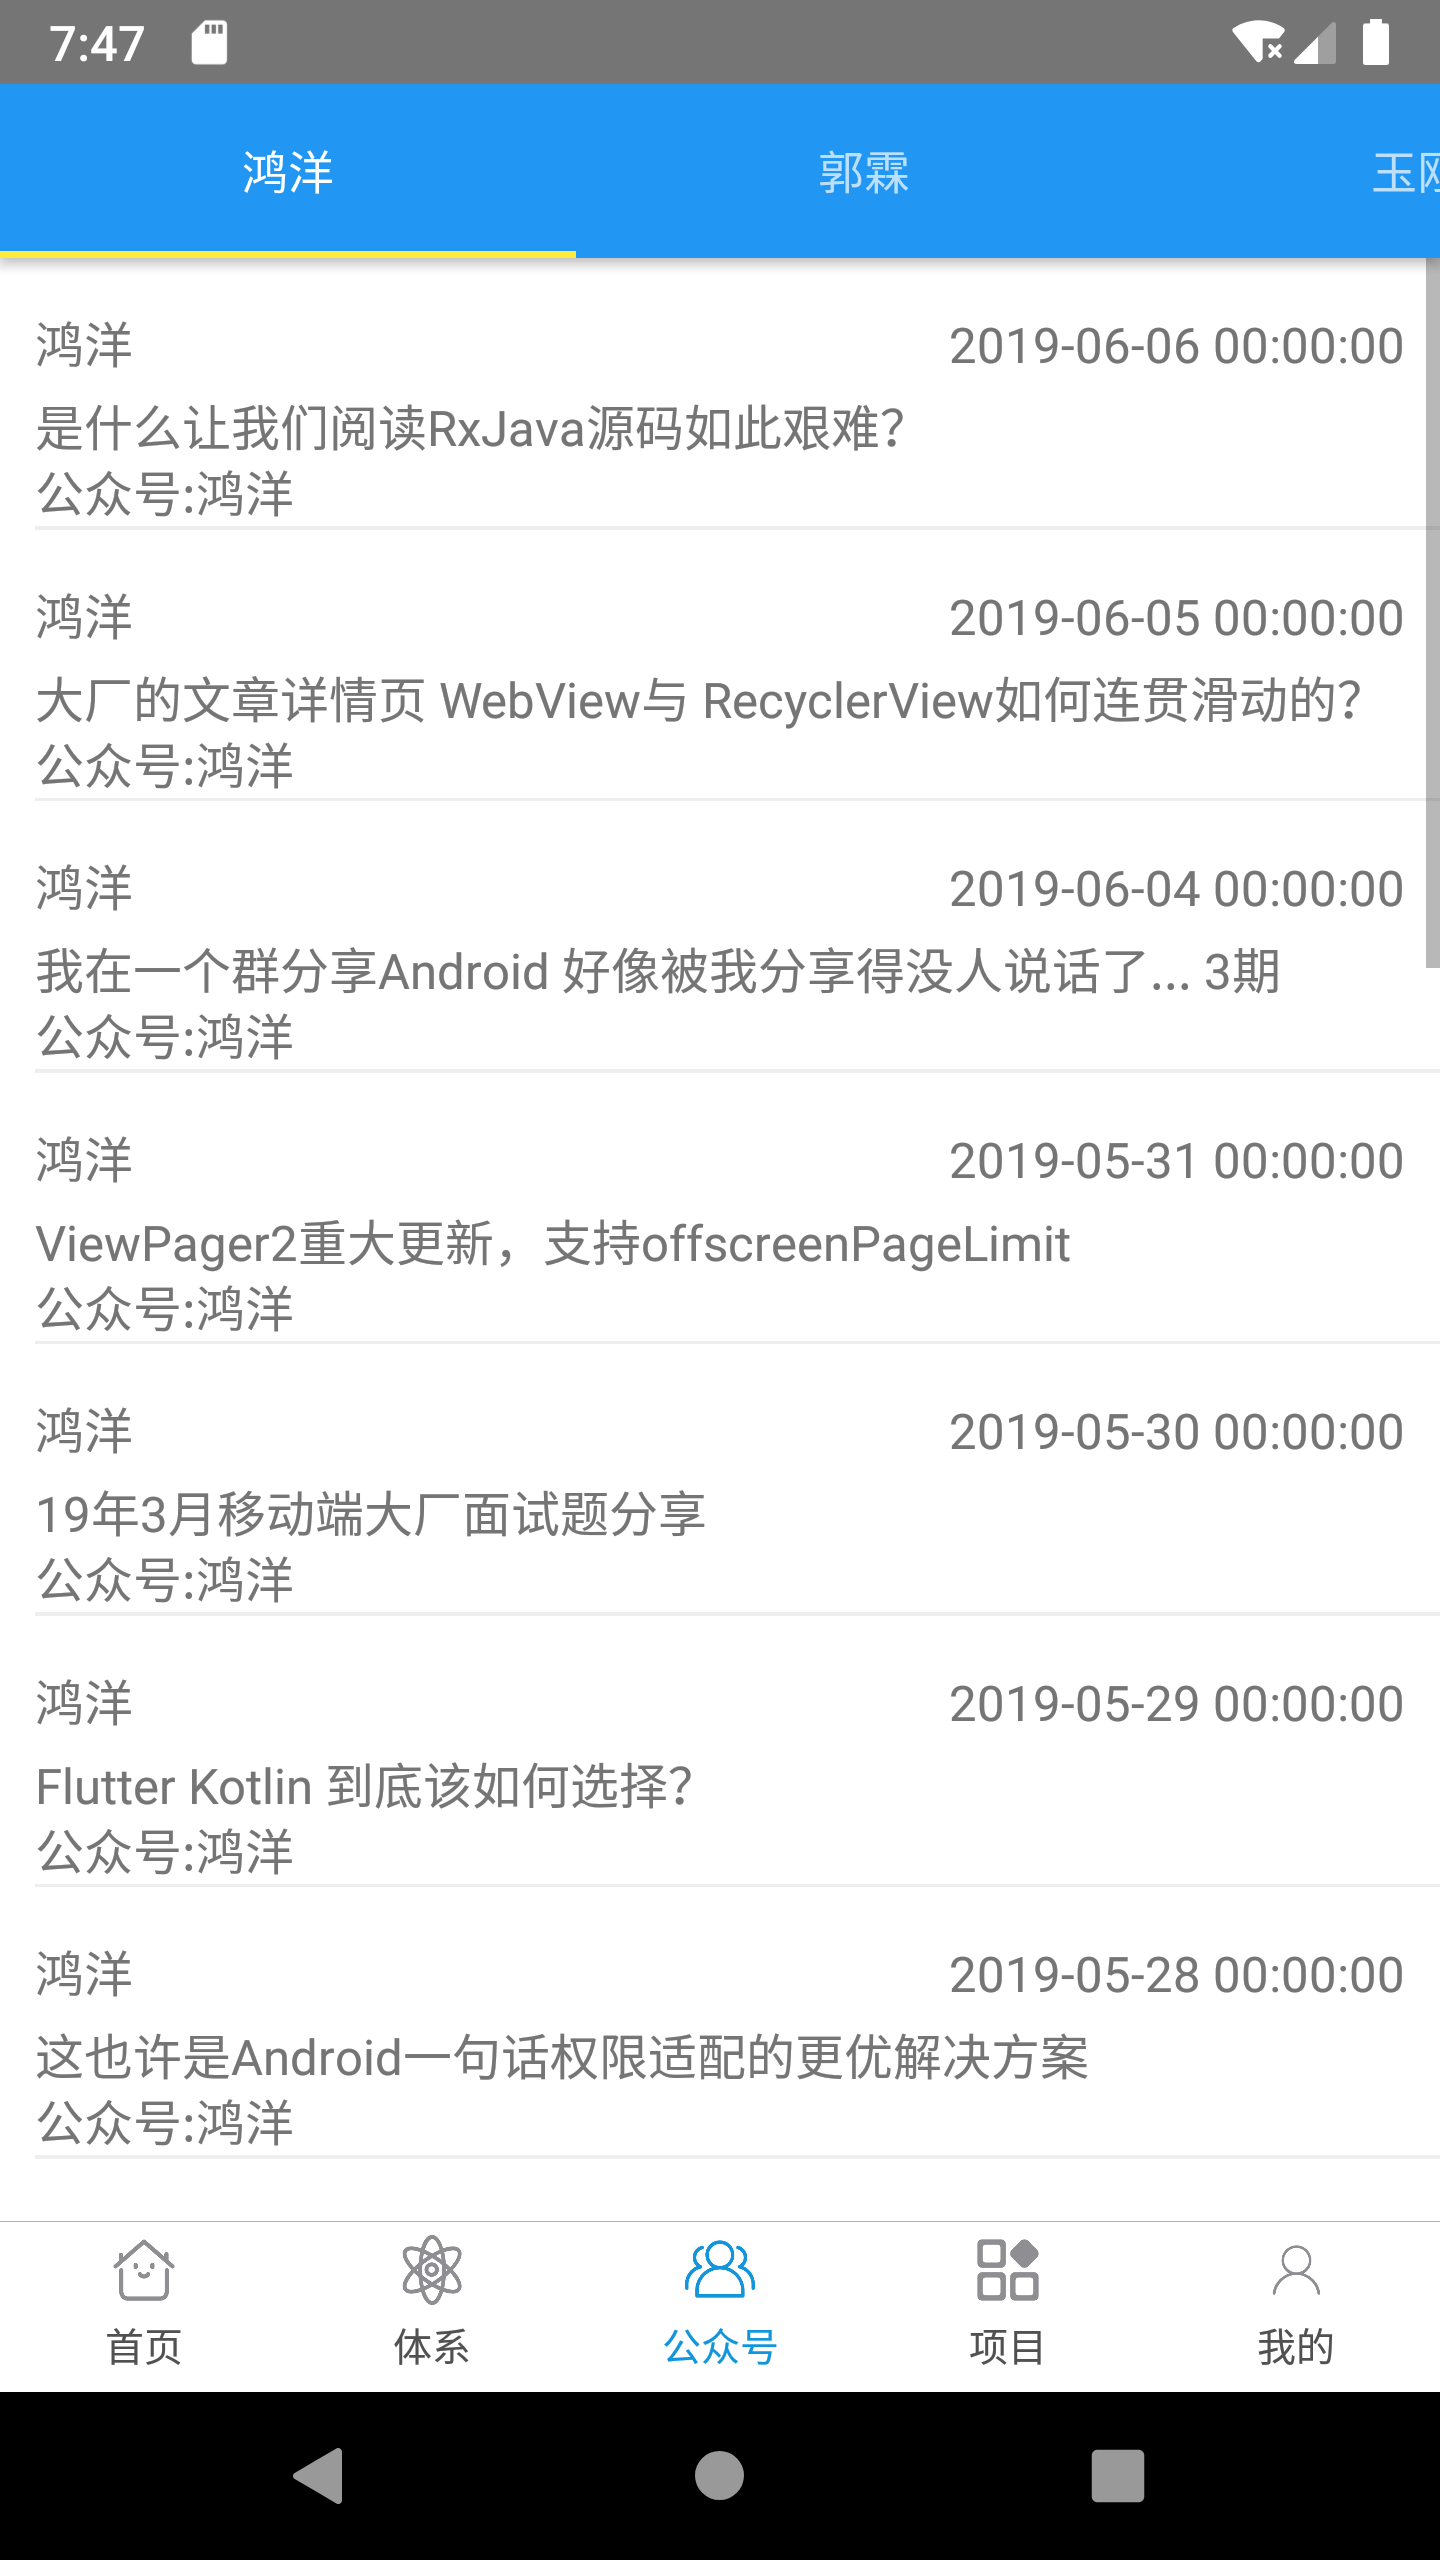 7:47
鸿洋 郭霖 玉刚
鸿洋 2019-06-06 00:00:00
是什么让我们阅读RxJava源码如此艰难?
公众号:鸿洋
鸿洋 2019-06-05 00:00:00
大厂的文章详情页 WebView与 RecyclerView如何连贯滑动的?
公众号:鸿洋
鸿洋 2019-06-04 00:00:00
我在一个群分享Android 好像被我分享得没人说话了... 3期
公众号:鸿洋
鸿洋 2019-05-31 00:00:00
ViewPager2重大更新，支持offscreenPageLimit
公众号:鸿洋
鸿洋 2019-05-30 00:00:00
19年3月移动端大厂面试题分享
公众号:鸿洋
鸿洋 2019-05-29 00:00:00
Flutter Kotlin 到底该如何选择?
公众号:鸿洋
鸿洋 2019-05-28 00:00:00
这也许是Android一句话权限适配的更优解决方案
公众号:鸿洋
首页 体系 公众号 项目 我的